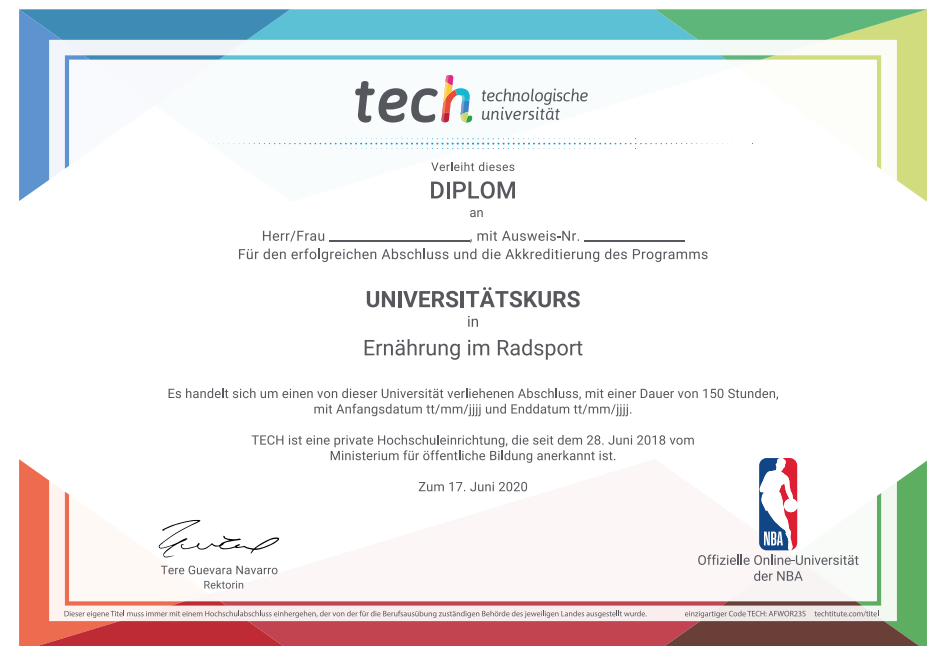 tech technologische
universität
Verleiht dieses
DIPLOM
an
Herr/Frau ____________________, mit Ausweis-Nr. ______________
Für den erfolgreichen Abschluss und die Akkreditierung des Programms
UNIVERSITÄTSKURS
in
Ernährung im Radsport
Es handelt sich um einen von dieser Universität verliehenen Abschluss, mit einer Dauer von 150 Stunden,
mit Anfangsdatum tt/mm/jjjj und Enddatum tt/mm/jjjj.
TECH ist eine private Hochschuleinrichtung, die seit dem 28. Juni 2018 vom
Ministerium für öffentliche Bildung anerkannt ist.
Zum 17. Juni 2020
Tere Guevara Navarro
Rektorin
NBA
Offizielle Online-Universität
der NBA
Dieser eigene Titel muss immer mit einem Hochschulabschluss einhergehen, der von der für die Berufsausübung zuständigen Behörde des jeweiligen Landes ausgestellt wurde. einzigartiger Code TECH: AFWOR235 techtitute.com/titel